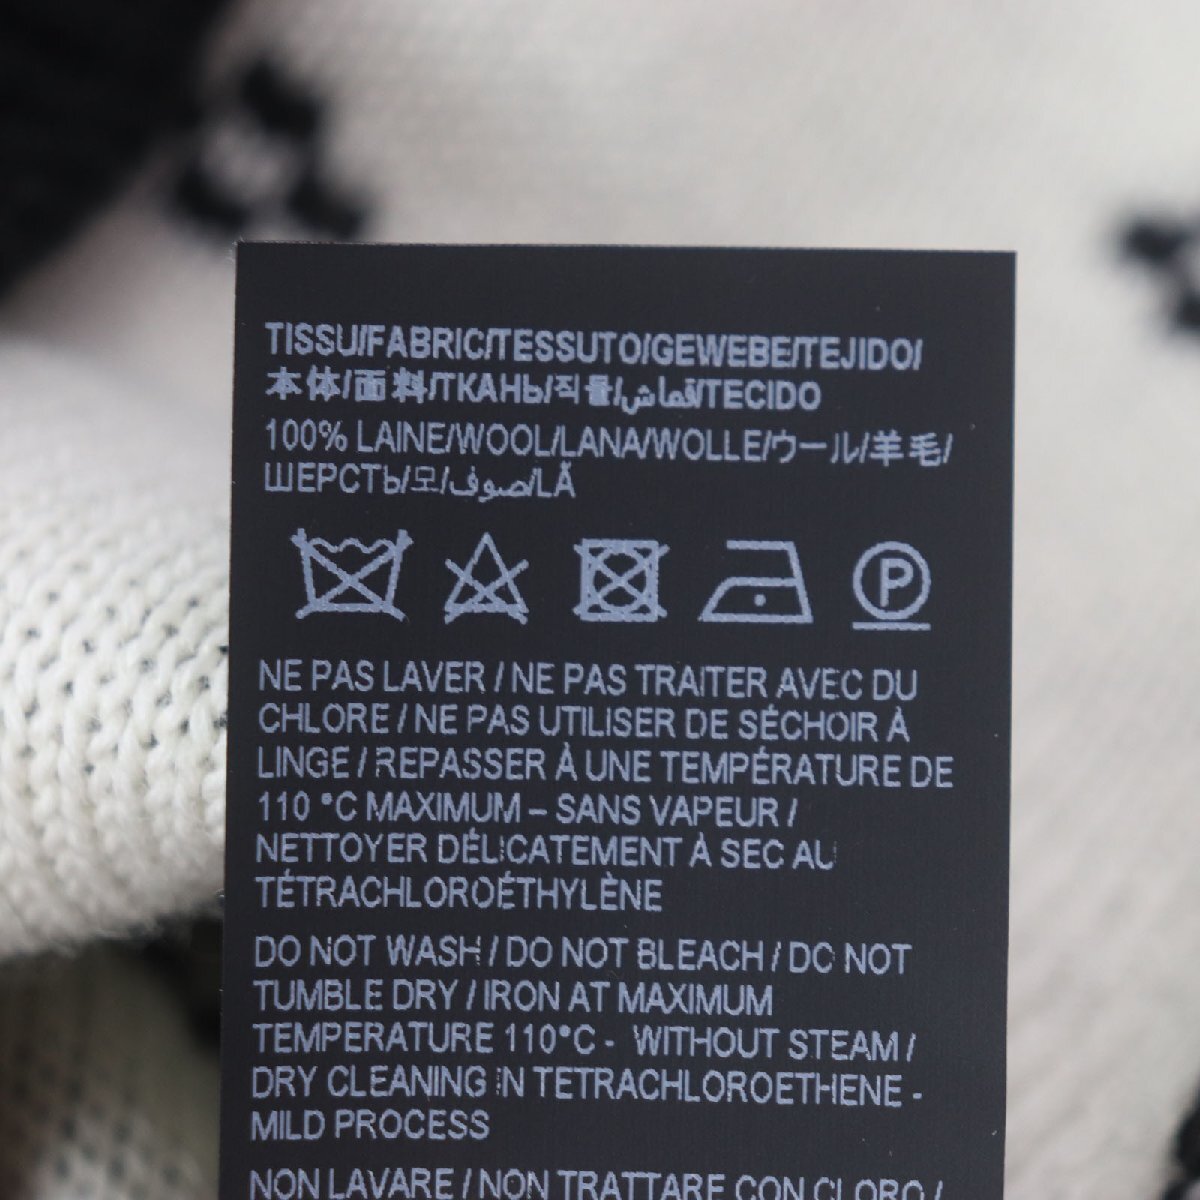 TISSU/FABRIC/TESSUTO/GEWEBE/TEJIDO/
本体/面料/ТКАНЬ/직물/قماش/TECIDO
100% LAINE/WOOL/LANA/WOLLE/ウール/羊毛/
ШЕРСТЬ/모/صوف/LÃ
P
NE PAS LAVER / NE PAS TRAITER AVEC DU
CHLORE / NE PAS UTILISER DE SÉCHOIR À
LINGE / REPASSER À UNE TEMPÉRATURE DE
110 °C MAXIMUM – SANS VAPEUR /
NETTOYER DÉLICATEMENT À SEC AU
TÉTRACHLOROÉTHYLÈNE
DO NOT WASH / DO NOT BLEACH / DO NOT
TUMBLE DRY / IRON AT MAXIMUM
TEMPERATURE 110°C - WITHOUT STEAM /
DRY CLEANING IN TETRACHLOROETHENE -
MILD PROCESS
NON LAVARE / NON TRATTARE CON CLORO /